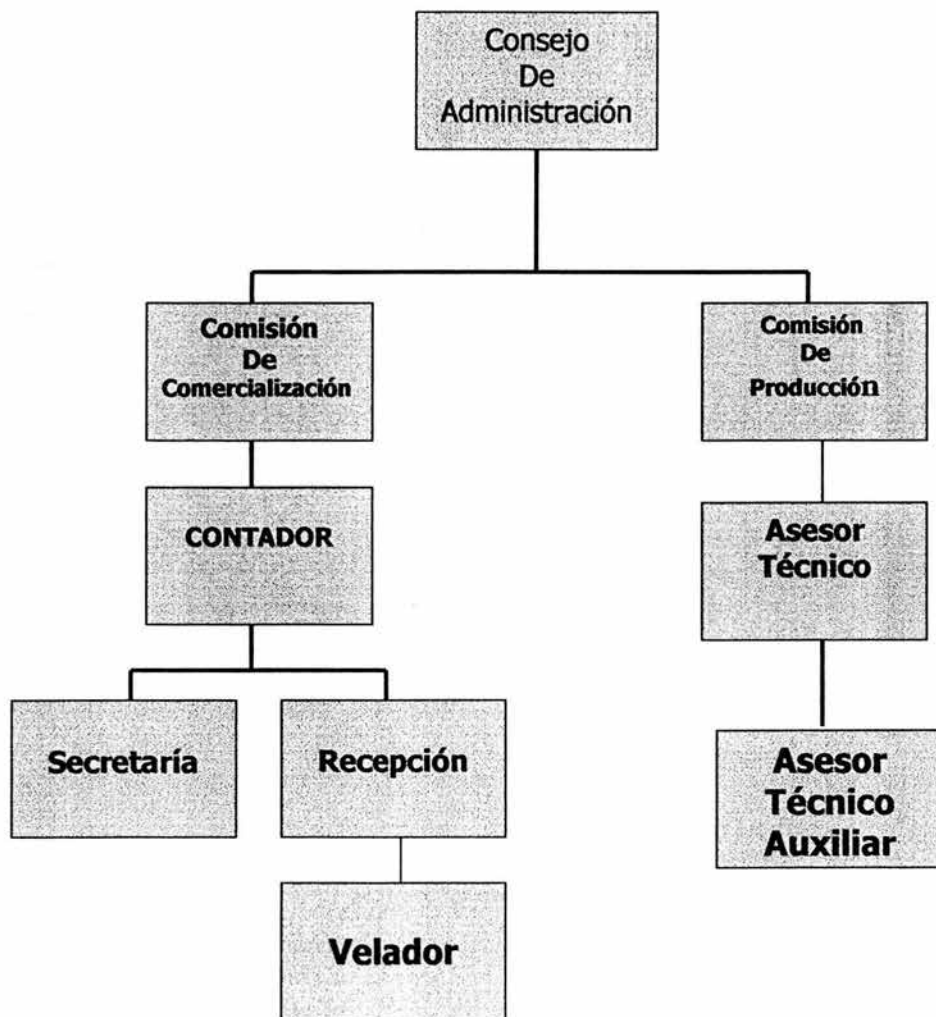 Consejo
De
Administración
Comisión
De
Comercialización
Comisión
De
Producción
CONTADOR
Asesor
Técnico
Secretaría
Recepción
Asesor
Técnico
Auxiliar
Velador